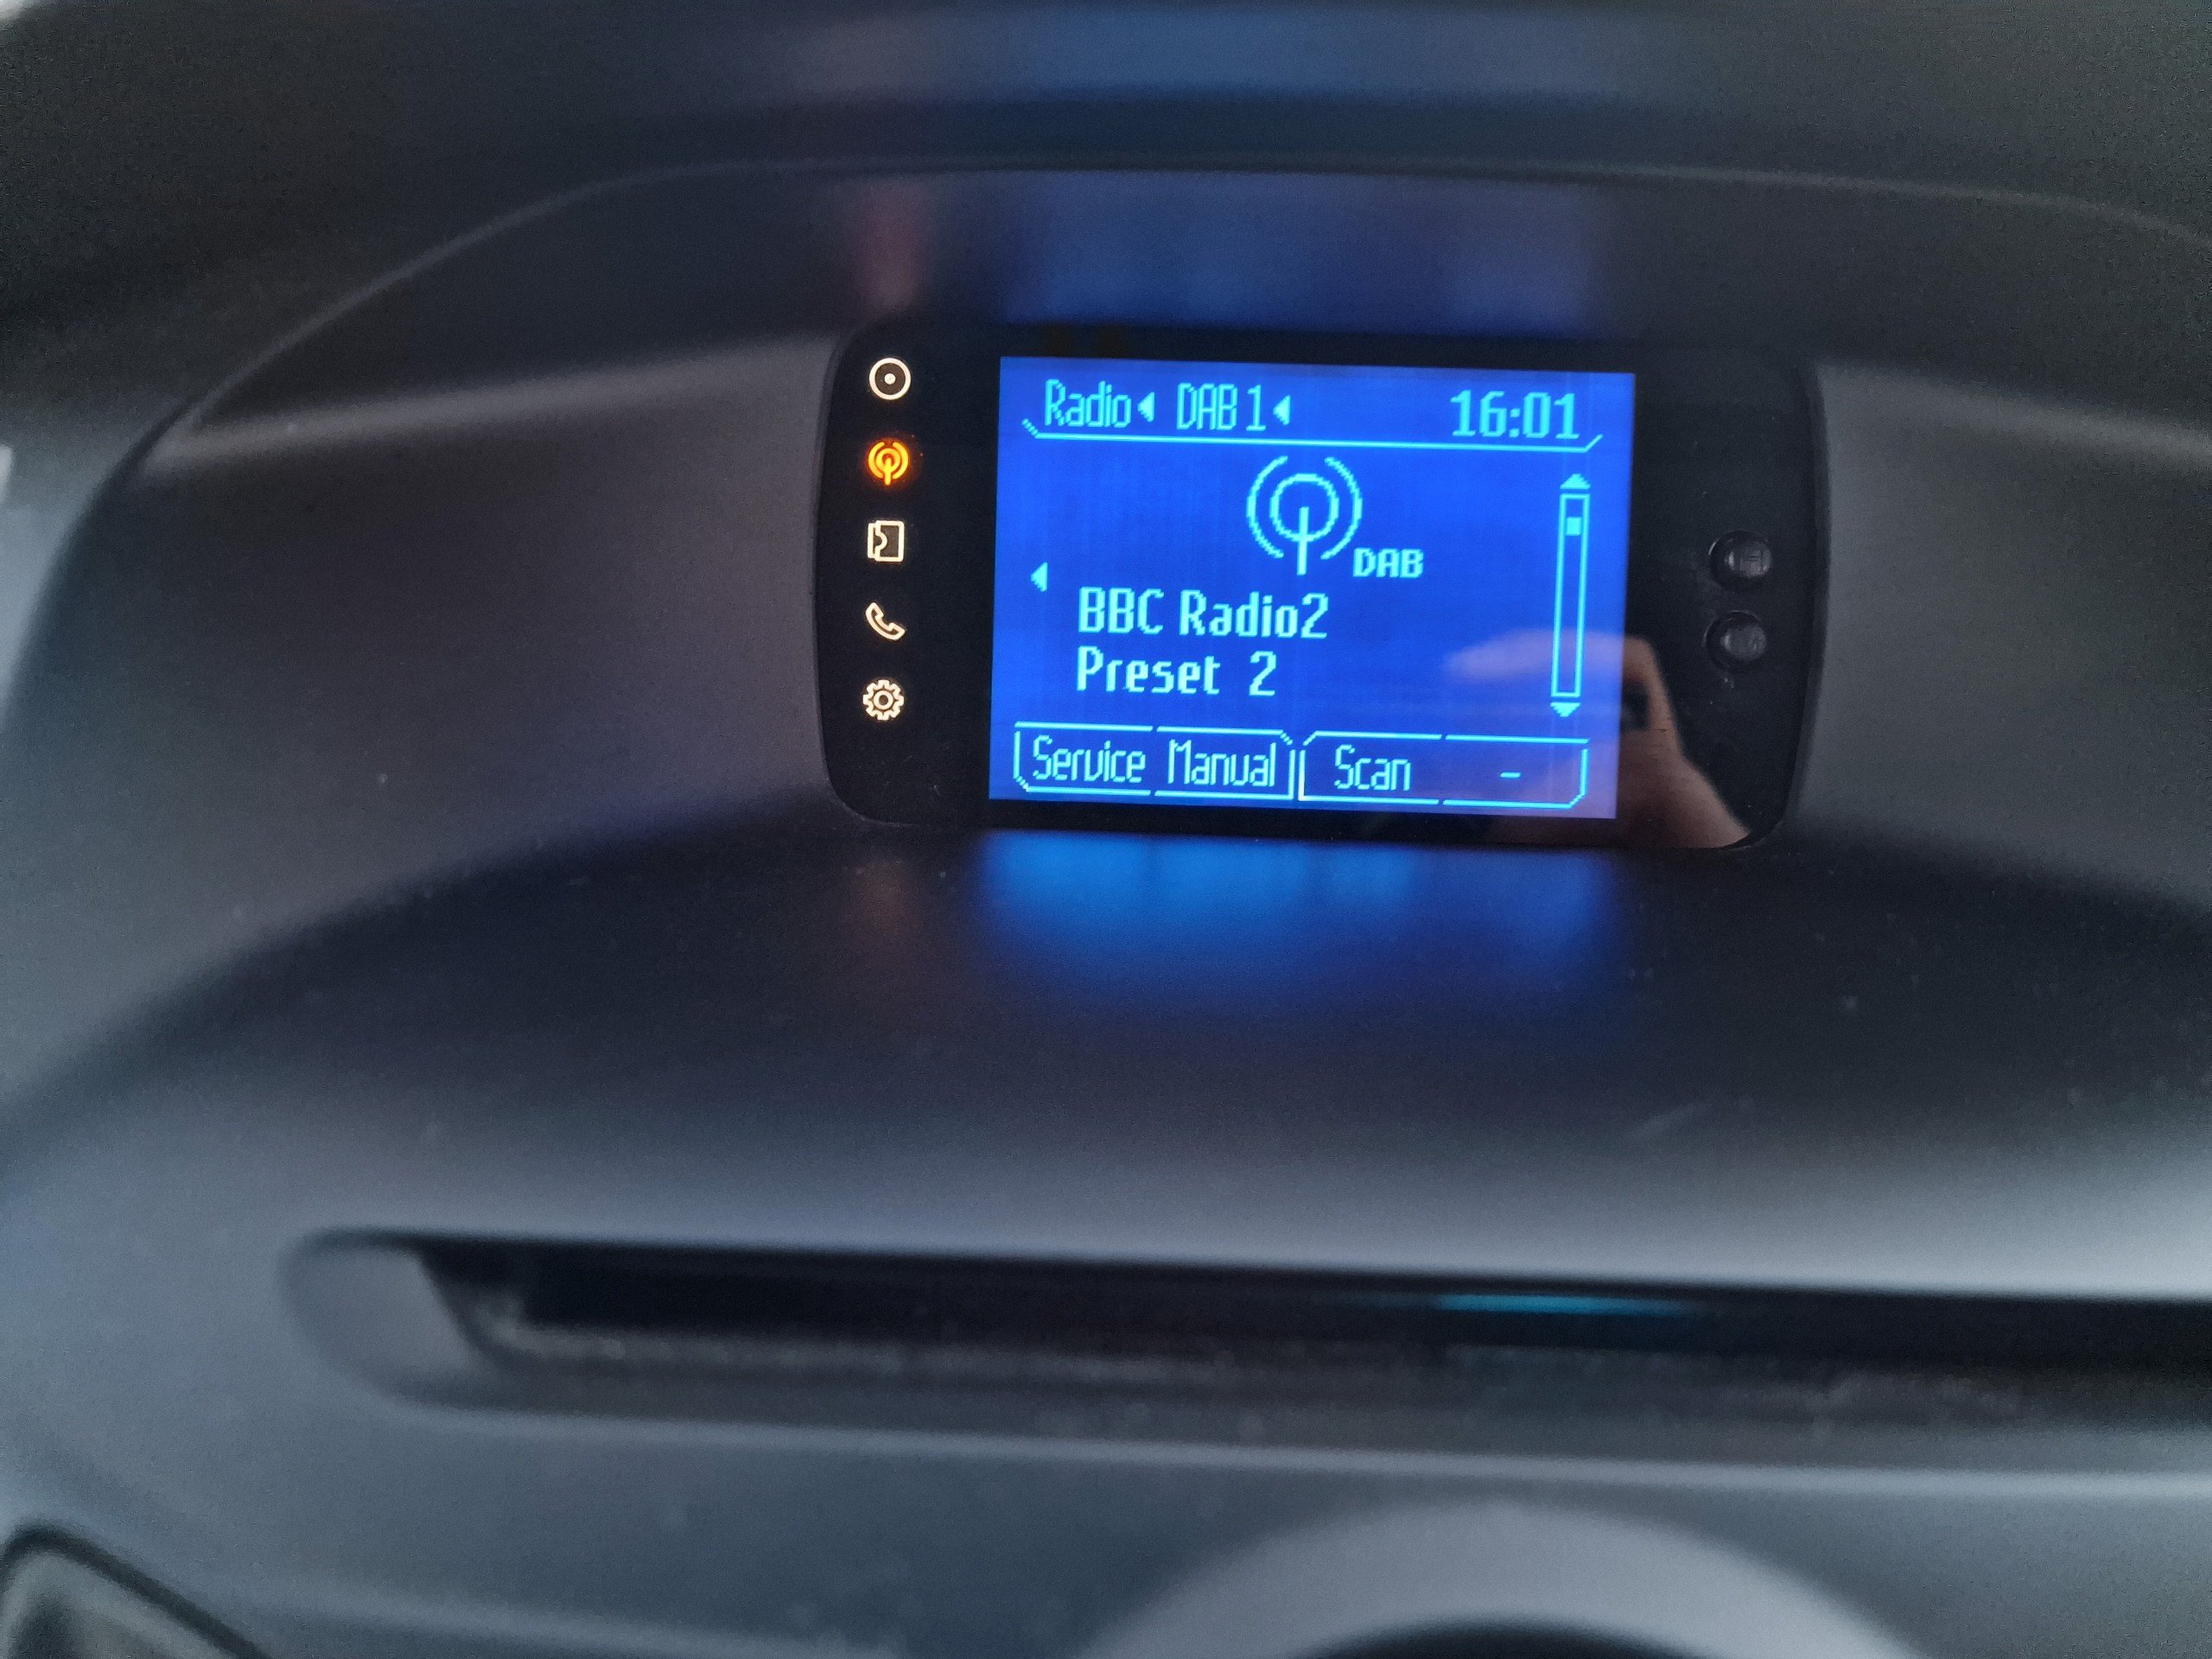 Radio DAB 1 16:01
DAB
BBC Radio2
Preset 2
Service Manual Scan -